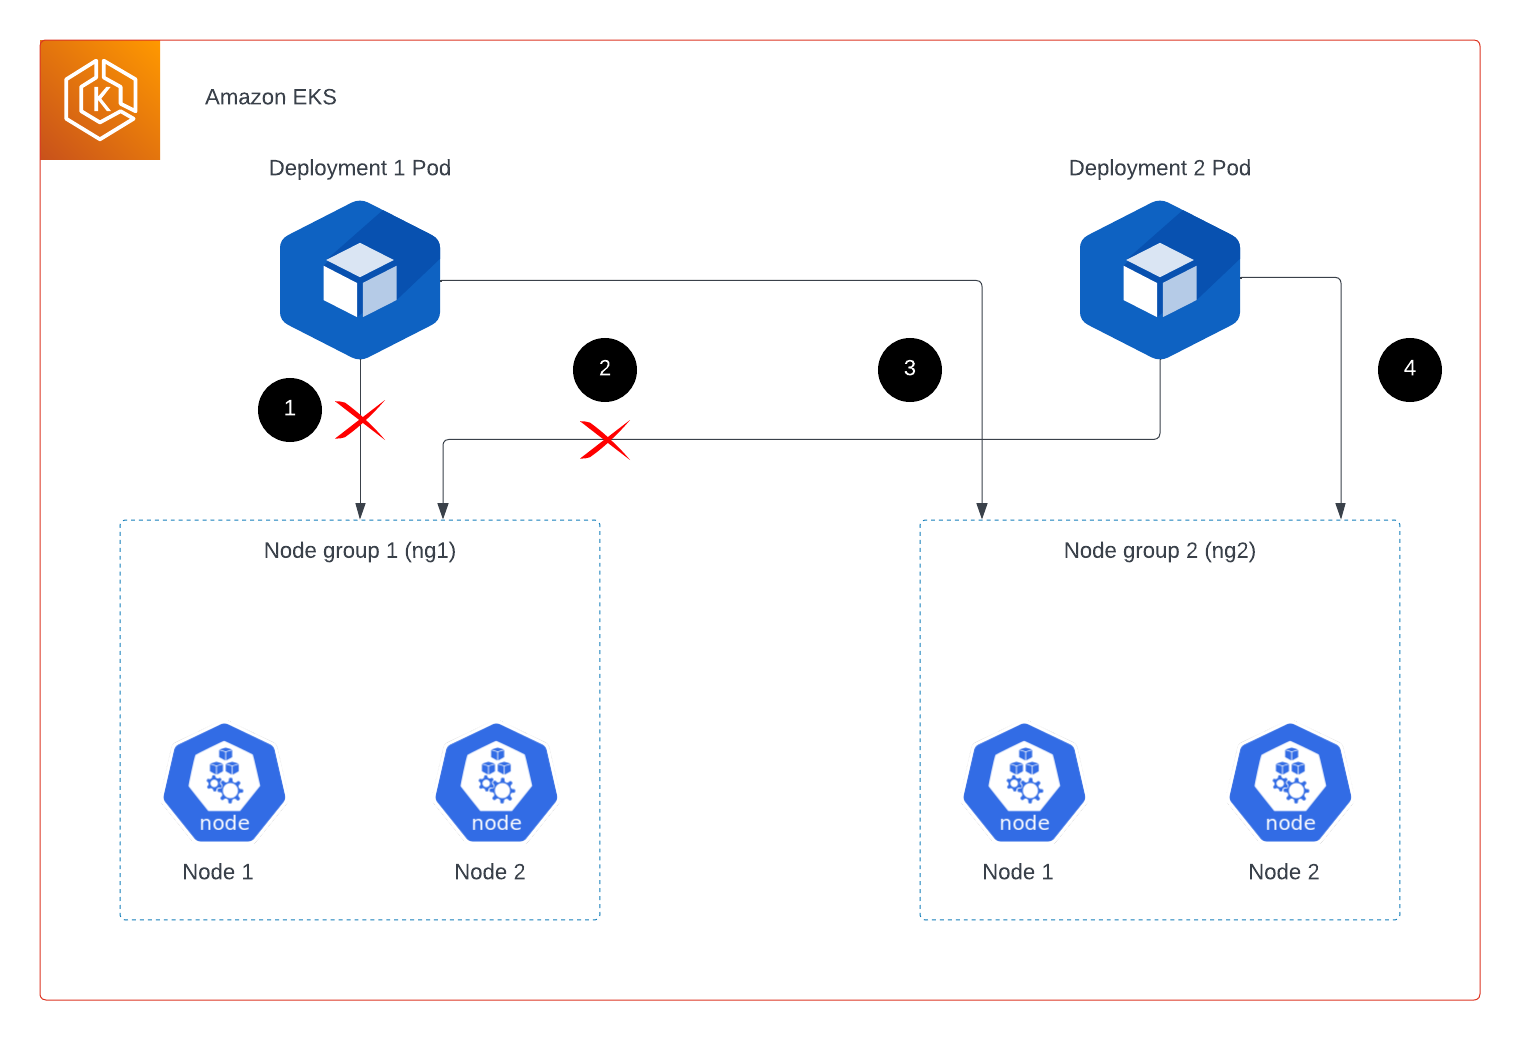 K
Amazon EKS
Deployment 1 Pod
Deployment 2 Pod
1
2
3
4
Node group 1 (ng1)
Node group 2 (ng2)
node
node
node
node
Node 1
Node 2
Node 1
Node 2